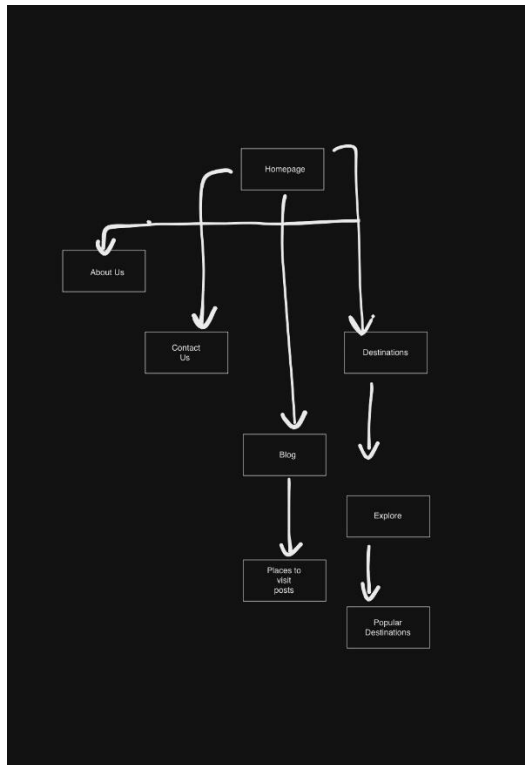 Homepage
About Us
Contact
Us
Destinations
Blog
Explore
Places to
visit
posts
Popular
Destinations